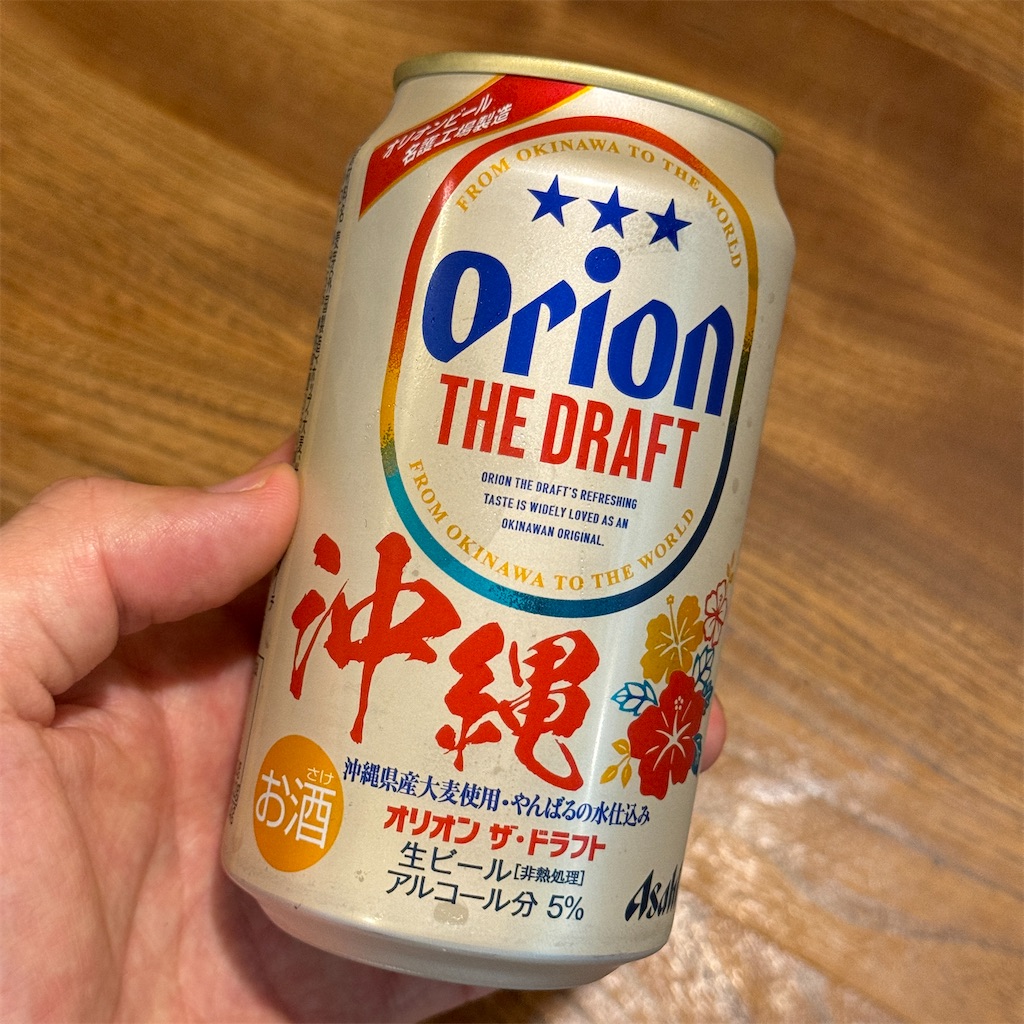 オリオンビール
名護工場製造
FROM OKINAWA TO THE WORLD
orion
THE DRAFT
ORION THE DRAFT'S REFRESHING
TASTE IS WIDELY LOVED AS AN
OKINAWAN ORIGINAL.
FROM OKINAWA TO THE WORLD
沖縄
さけ
お酒
沖縄県産大麦使用・やんばるの水仕込み
オリオン ザ・ドラフト
生ビール[非熱処理]
アルコール分 5%
Asahi